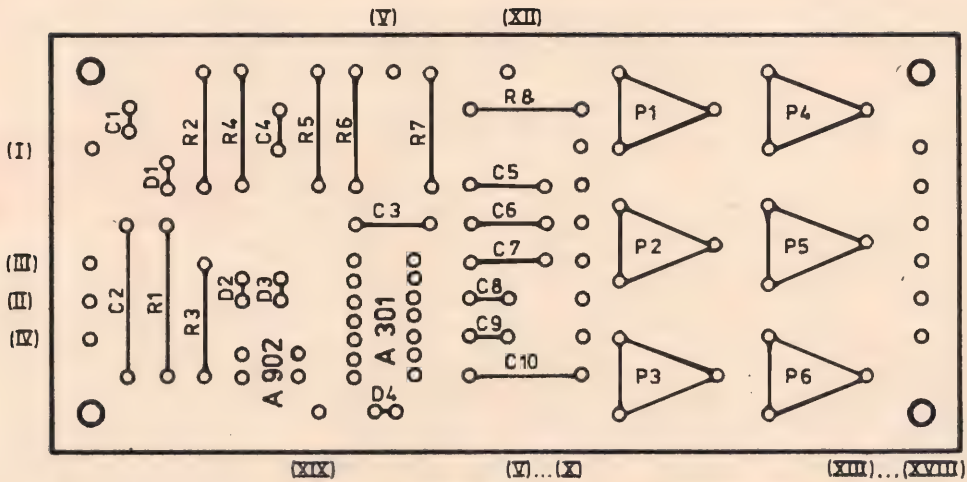 (V) (XII)
C1 R2 R4 C4 R5 R6 R7 R8 P1 P4
(I)
D1
C5
C3 C6
(III) C2 R1 R3 D2 D3 C7 P2 P5
(II) C8
(IV) A 902 A 301 C9
C10 P3 P6
D4
(XIX) (V)...(X) (XIII)...(XVIII)